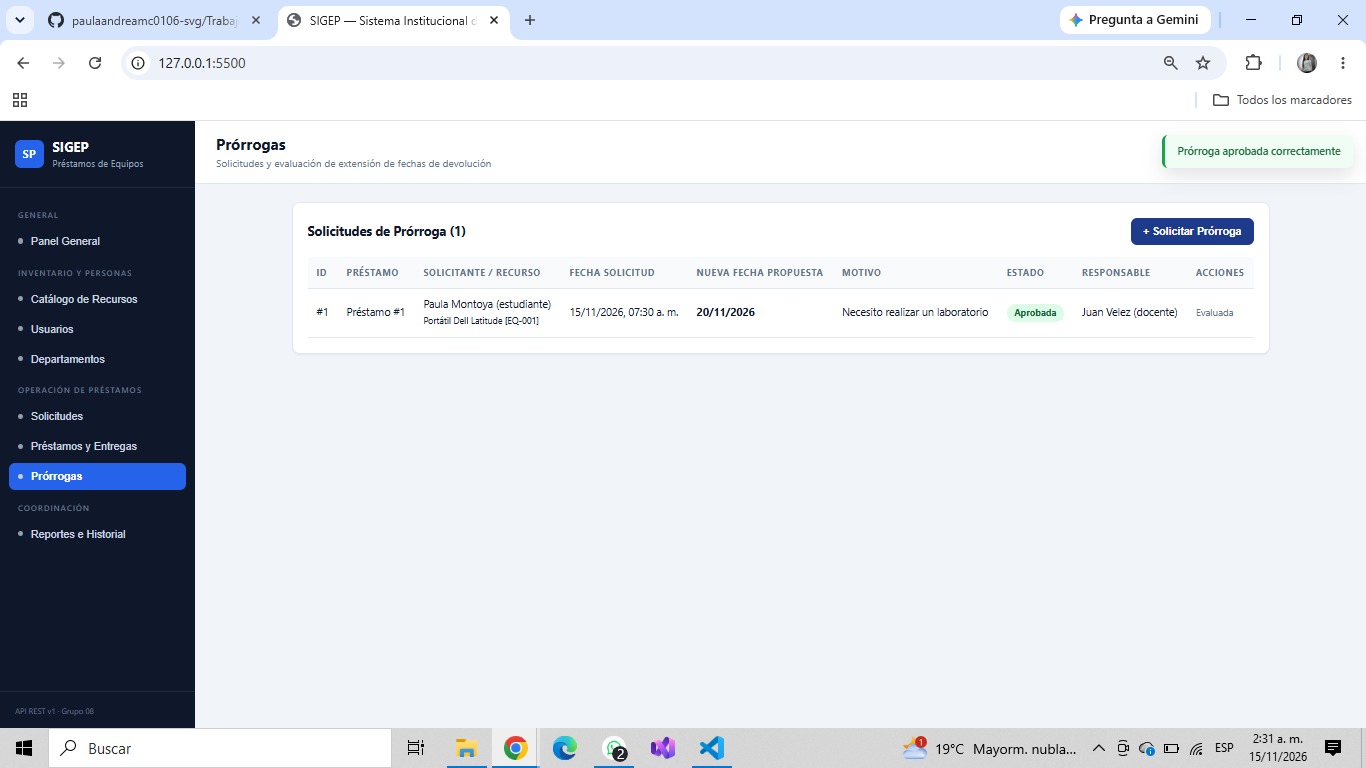 paulaandreamc0106-svg/Trabaj
SIGEP — Sistema Institucional d
Pregunta a Gemini
127.0.0.1:5500
Todos los marcadores
SP
SIGEP
Préstamos de Equipos
Prórrogas
Solicitudes y evaluación de extensión de fechas de devolución
Prórroga aprobada correctamente
GENERAL
Panel General
INVENTARIO Y PERSONAS
Catálogo de Recursos
Usuarios
Departamentos
OPERACIÓN DE PRÉSTAMOS
Solicitudes
Préstamos y Entregas
Prórrogas
COORDINACIÓN
Reportes e Historial
API REST v1 · Grupo 08
Solicitudes de Prórroga (1)
+ Solicitar Prórroga
ID PRÉSTAMO SOLICITANTE / RECURSO FECHA SOLICITUD NUEVA FECHA PROPUESTA MOTIVO ESTADO RESPONSABLE ACCIONES
#1 Préstamo #1 Paula Montoya (estudiante) 15/11/2026, 07:30 a. m. 20/11/2026 Necesito realizar un laboratorio Aprobada Juan Velez (docente) Evaluada
Portátil Dell Latitude [EQ-001]
Buscar
2
1
19°C Mayorm. nubla...
ESP
2:31 a. m.
15/11/2026